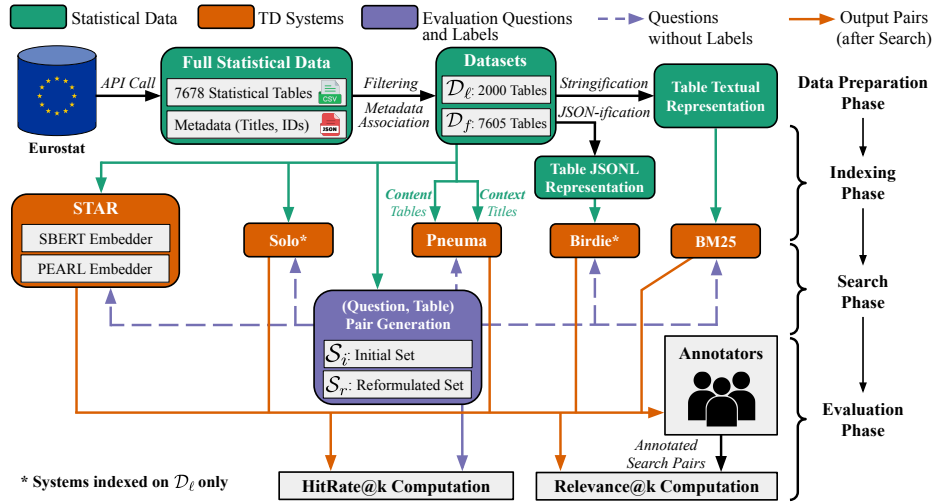 Statistical Data
TD Systems
Evaluation Questions
and Labels
Questions
without Labels
Output Pairs
(after Search)
Eurostat
API Call
Full Statistical Data
7678 Statistical Tables
CSV
Metadata (Titles, IDs)
JSON
Filtering
Metadata
Association
Datasets
𝒟ℓ: 2000 Tables
𝒟f: 7605 Tables
Stringification
JSON-ification
Table Textual
Representation
Data Preparation
Phase
Table JSONL
Representation
Indexing
Phase
Content
Tables
Context
Titles
STAR
SBERT Embedder
PEARL Embedder
Solo*
Pneuma
Birdie*
BM25
Search
Phase
(Question, Table)
Pair Generation
𝒮i: Initial Set
𝒮r: Reformulated Set
Annotators
Evaluation
Phase
Annotated
Search Pairs
* Systems indexed on 𝒟ℓ only
HitRate@k Computation
Relevance@k Computation